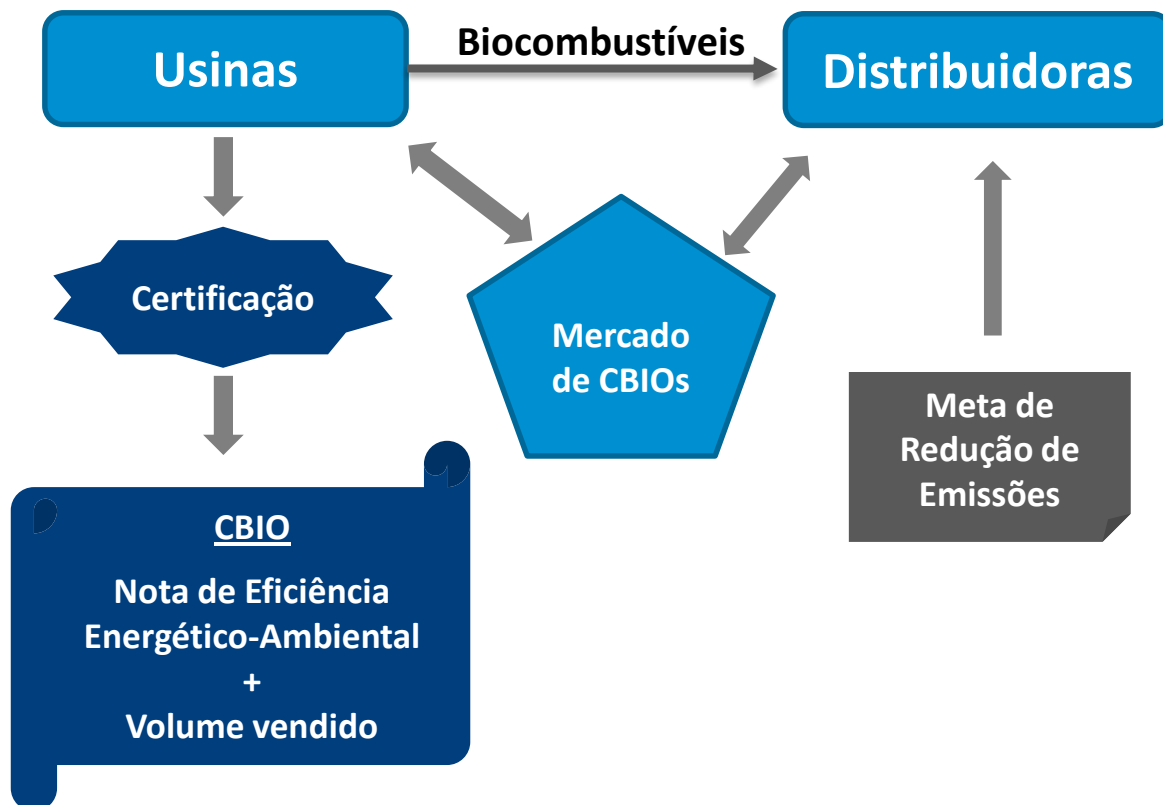 Usinas
Biocombustíveis
Distribuidoras
Certificação
Mercado
de CBIOs
Meta de
Redução de
Emissões
CBIO
Nota de Eficiência
Energético-Ambiental
+
Volume vendido